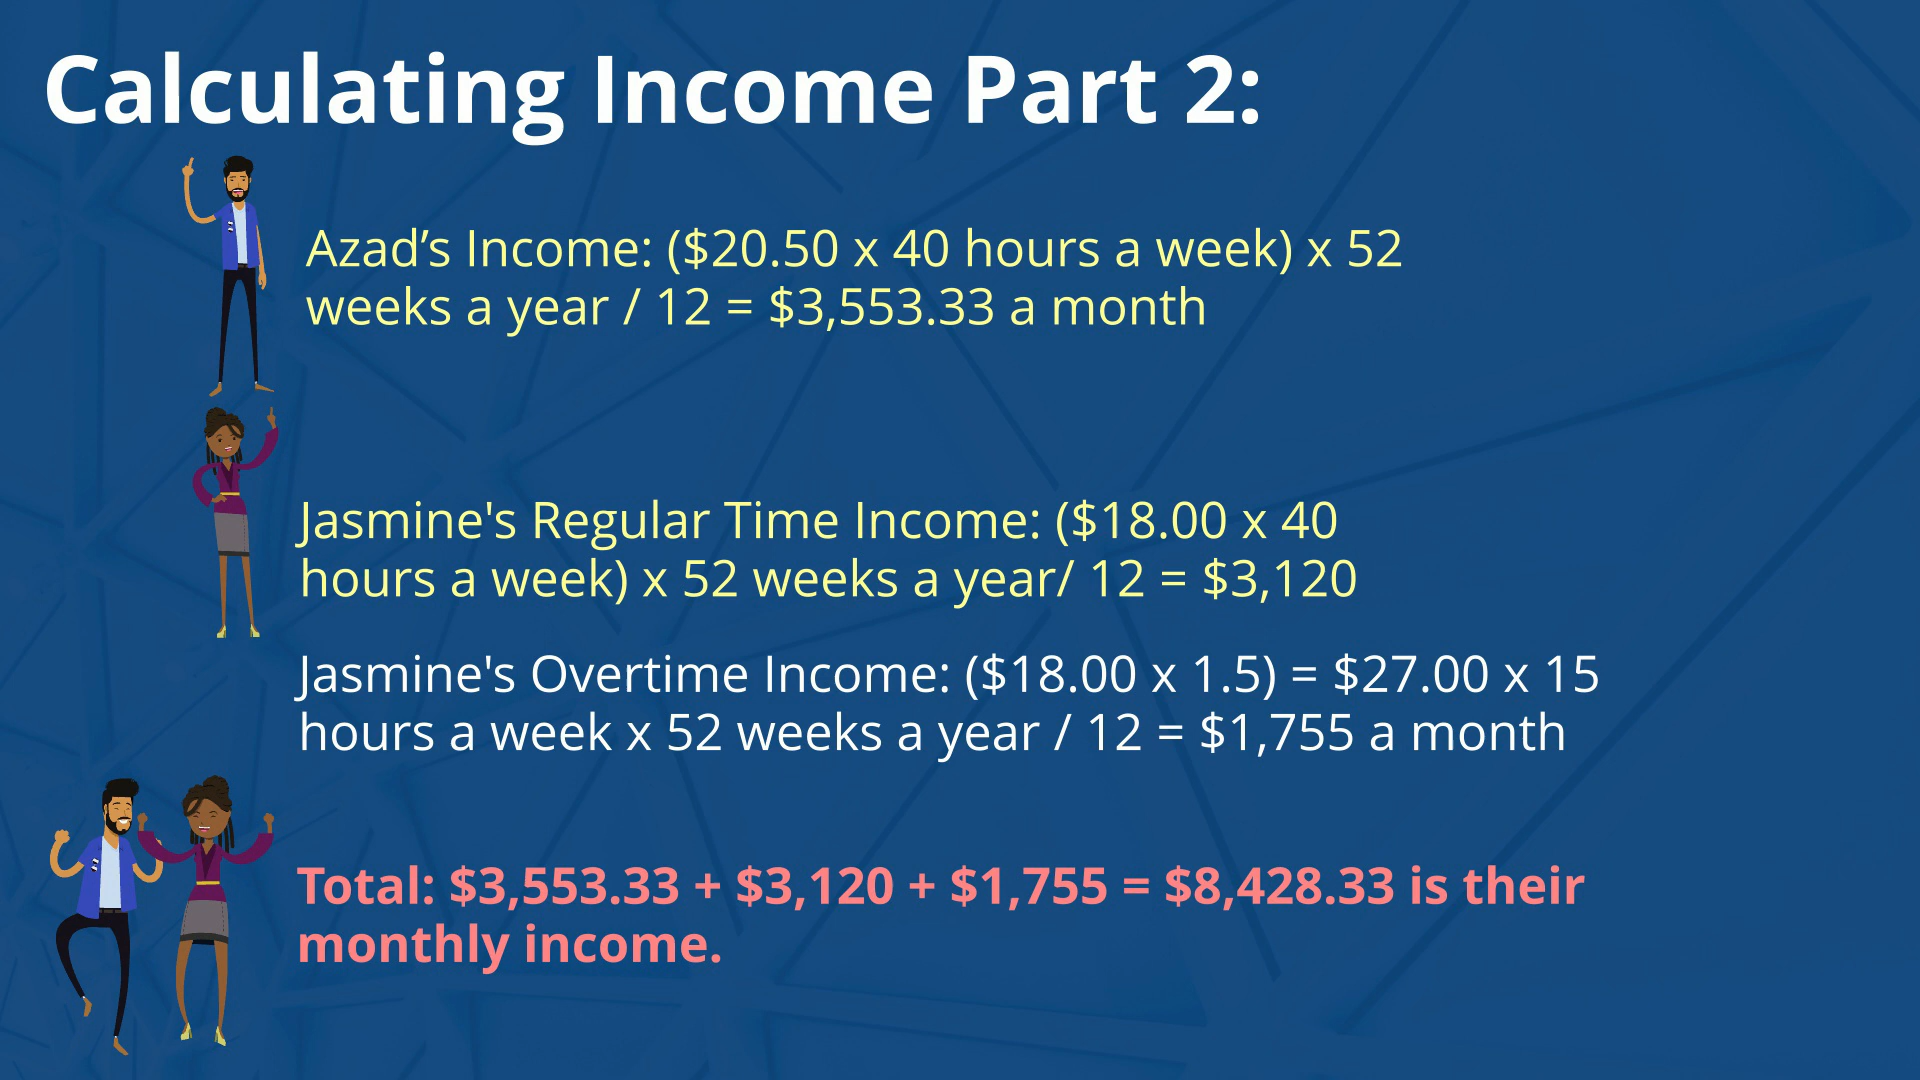 Calculating Income Part 2:
Azad’s Income: ($20.50 x 40 hours a week) x 52
weeks a year / 12 = $3,553.33 a month
Jasmine's Regular Time Income: ($18.00 x 40
hours a week) x 52 weeks a year/ 12 = $3,120
Jasmine's Overtime Income: ($18.00 x 1.5) = $27.00 x 15
hours a week x 52 weeks a year / 12 = $1,755 a month
Total: $3,553.33 + $3,120 + $1,755 = $8,428.33 is their
monthly income.